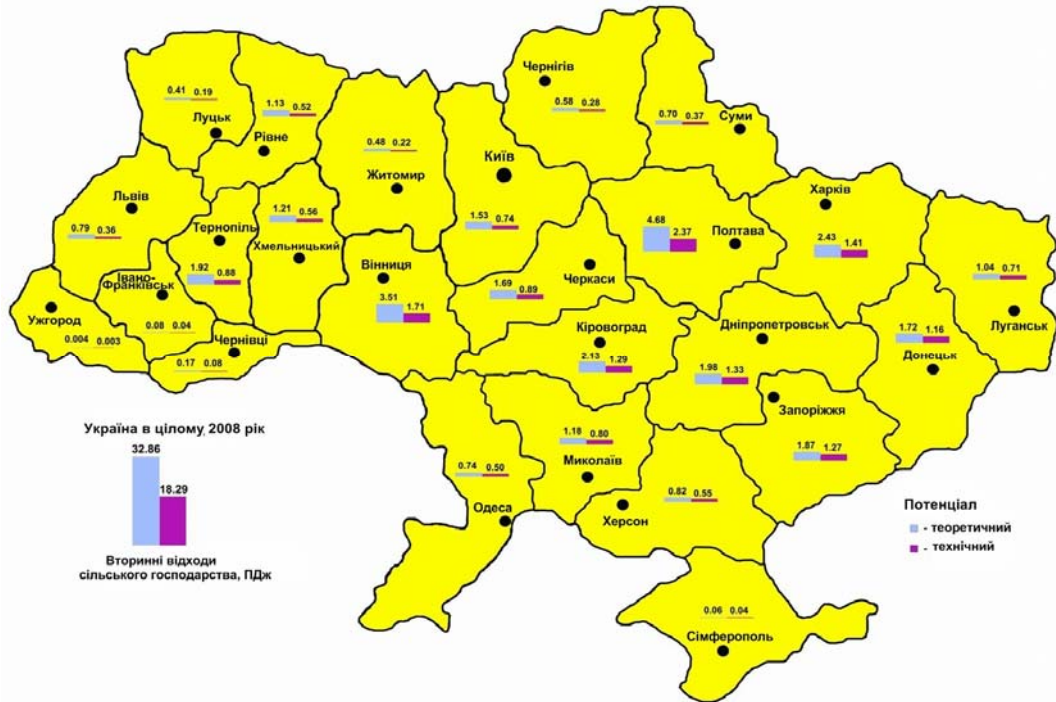 Чернігів
0.58 0.28
0.70 0.37
Суми
0.41 0.19
Луцьк
1.13 0.52
Рівне
0.48 0.22
Житомир
Київ
1.53 0.74
Львів
0.79 0.36
Тернопіль
1.92 0.88
1.21 0.56
Хмельницький
Вінниця
3.51 1.71
1.69 0.89
Черкаси
4.68
2.37
Полтава
Харків
2.43
1.41
1.04 0.71
Луганськ
Івано-
Франківськ
0.08 0.04
Ужгород
0.004 0.003
Чернівці
0.17 0.08
Кіровоград
2.13 1.29
Дніпропетровськ
1.98 1.33
1.72 1.16
Донецьк
Запоріжжя
1.87 1.27
1.18 0.80
Миколаїв
0.74 0.50
Одеса
0.82 0.55
Херсон
0.06 0.04
Сімферополь
Україна в цілому, 2008 рік
32.86
18.29
Вторинні відходи
сільського господарства, ПДж
Потенціал
- теоретичний
- технічний